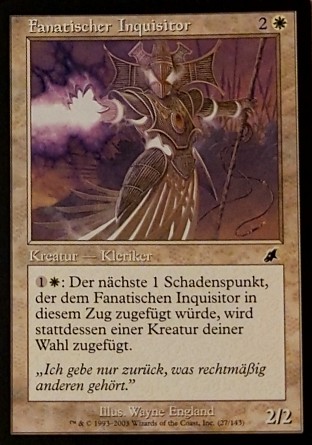 Fanatischer Inquisitor 2
Kreatur — Kleriker
1: Der nächste 1 Schadenspunkt,
der dem Fanatischen Inquisitor in
diesem Zug zugefügt würde, wird
stattdessen einer Kreatur deiner
Wahl zugefügt.
„Ich gebe nur zurück, was rechtmäßig
anderen gehört.”
Illus. Wayne England
™ & © 1993-2003 Wizards of the Coast, Inc. (27/143)
2/2